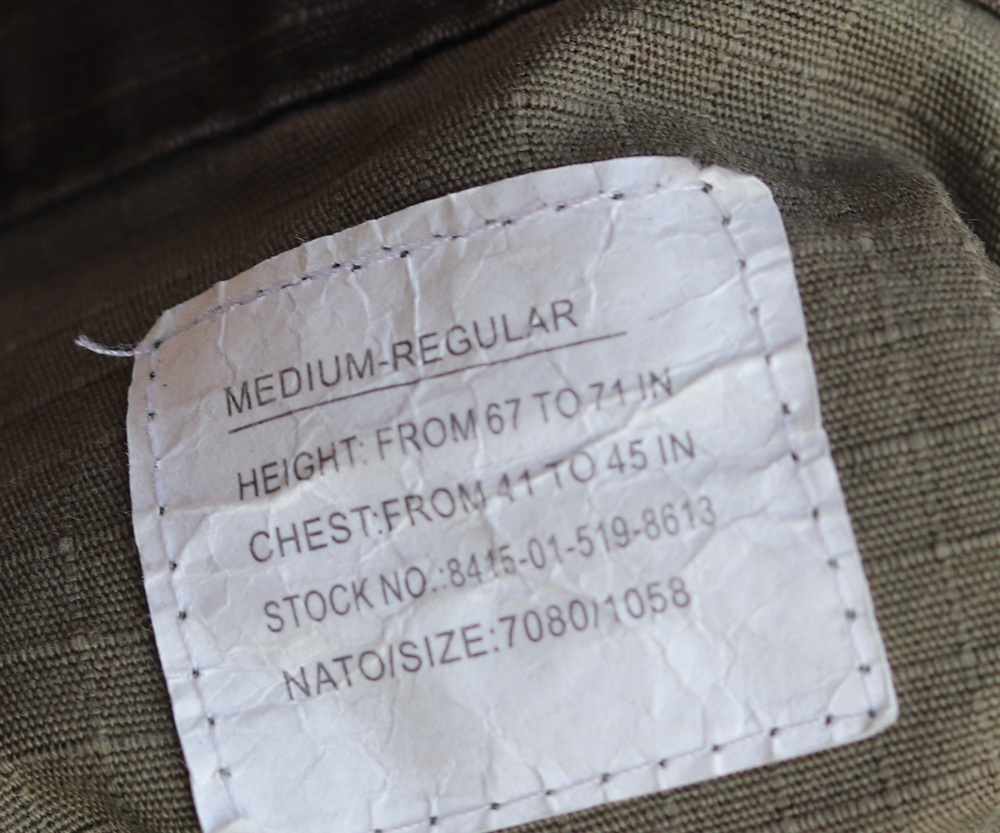 MEDIUM-REGULAR
HEIGHT: FROM 67 TO 71 IN
CHEST:FROM 41 TO 45 IN
STOCK NO.:8415-01-519-8613
NATO/SIZE:7080/1058